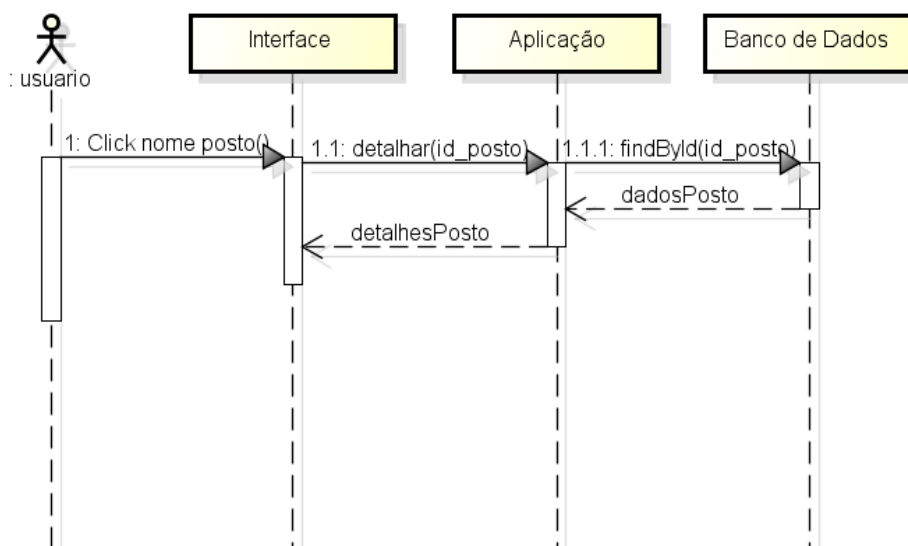 Interface
Aplicação
Banco de Dados
: usuario
1: Click nome posto()
1.1: detalhar(id_posto)
1.1.1: findById(id_posto)
dadosPosto
detalhesPosto